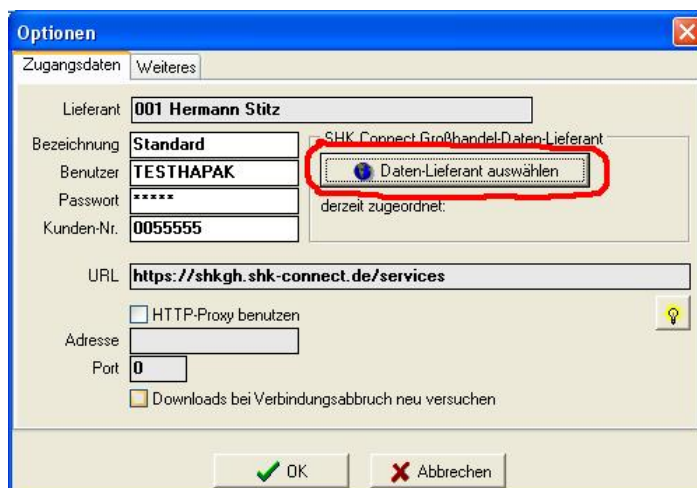 Optionen
Zugangsdaten Weiteres
Lieferant 001 Hermann Stitz
Bezeichnung Standard
SHK Connect Großhandel-Daten-Lieferant
Benutzer TESTHAPAK
Daten-Lieferant auswählen
Passwort *****
derzeit zugeordnet:
Kunden-Nr. 0055555
URL https://shkgh.shk-connect.de/services
HTTP-Proxy benutzen
Adresse
Port 0
Downloads bei Verbindungsabbruch neu versuchen
OK Abbrechen